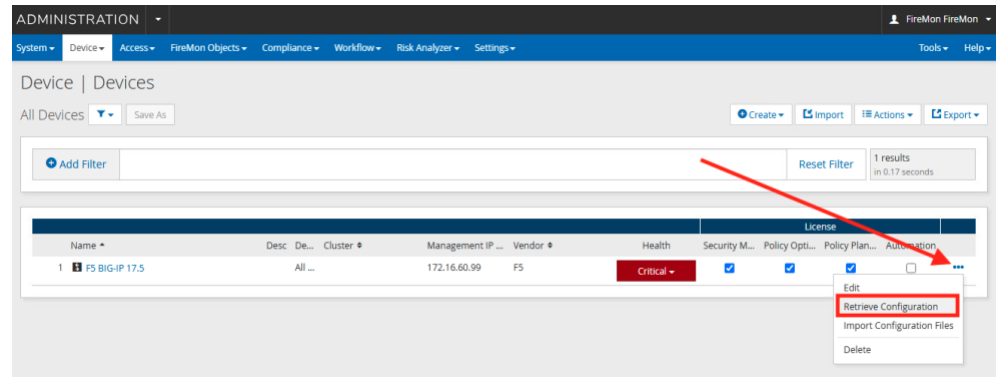 ADMINISTRATION FireMon FireMon
System Device Access FireMon Objects Compliance Workflow Risk Analyzer Settings Tools Help
Device | Devices
All Devices Save As Create Import Actions Export
Add Filter Reset Filter 1 results
in 0.17 seconds
License
Name Desc De... Cluster Management IP ... Vendor Health Security M... Policy Opti... Policy Plan... Automation
1 F5 BIG-IP 17.5 All ... 172.16.60.99 F5 Critical
Edit
Retrieve Configuration
Import Configuration Files
Delete